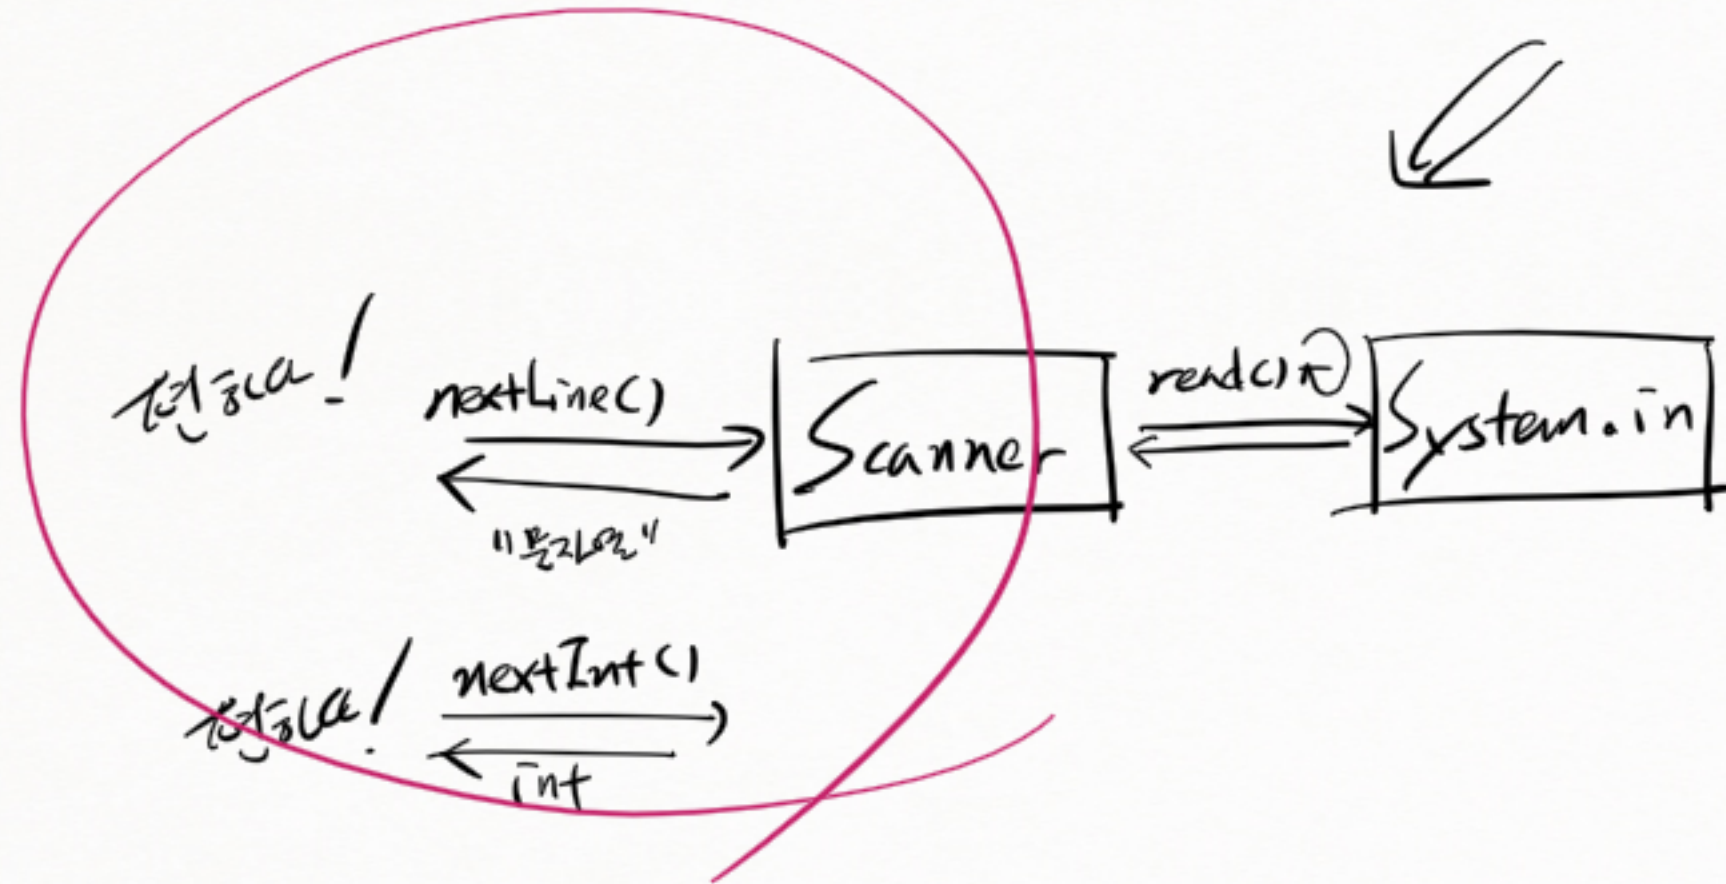 편하다!
nextLine()
Scanner
read()
System.in
"문자열"
편하다!
nextInt()
int